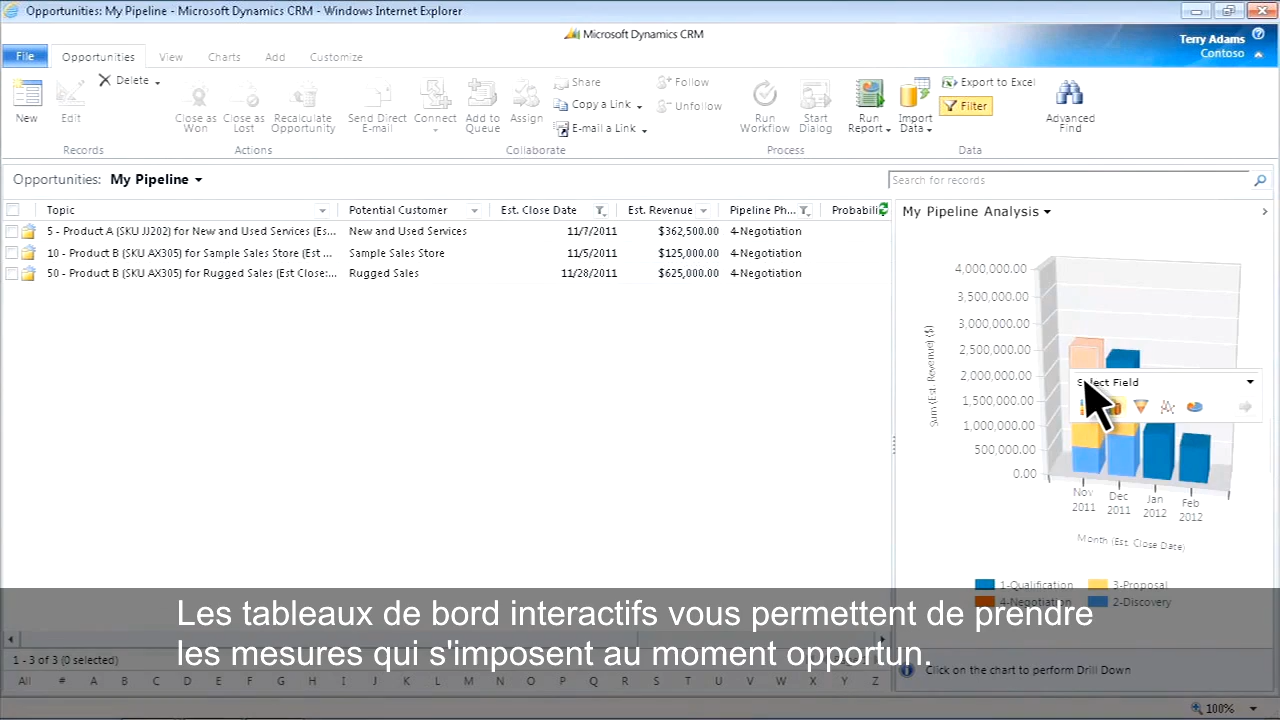 Opportunities: My Pipeline - Microsoft Dynamics CRM - Windows Internet Explorer
Microsoft Dynamics CRM
Terry Adams
Contoso
File Opportunities View Charts Add Customize
New
Edit
Delete
Records
Close as Won
Close as Lost
Recalculate Opportunity
Actions
Send Direct E-mail
Connect
Add to Queue
Assign
Share
Copy a Link
E-mail a Link
Collaborate
Follow
Unfollow
Run Workflow
Start Dialog
Process
Run Report
Import Data
Export to Excel
Filter
Advanced Find
Data
Opportunities: My Pipeline
Search for records
Topic Potential Customer Est. Close Date Est. Revenue Pipeline Ph... Probabili
5 - Product A (SKU JJ202) for New and Used Services (Es... New and Used Services 11/7/2011 $362,500.00 4-Negotiation
10 - Product B (SKU AX305) for Sample Sales Store (Est ... Sample Sales Store 11/5/2011 $125,000.00 4-Negotiation
50 - Product B (SKU AX305) for Rugged Sales (Est Close:... Rugged Sales 11/28/2011 $625,000.00 4-Negotiation
My Pipeline Analysis
Sum (Est. Revenue) ($)
4,000,000.00
3,500,000.00
3,000,000.00
2,500,000.00
2,000,000.00
1,500,000.00
1,000,000.00
500,000.00
0.00
Select Field
Nov 2011
Dec 2011
Jan 2012
Feb 2012
Month (Est. Close Date)
1-Qualification 3-Proposal
4-Negotiation 2-Discovery
Les tableaux de bord interactifs vous permettent de prendre
les mesures qui s'imposent au moment opportun.
1 - 3 of 3 (0 selected)
All # A B C D E F G H I J K L M N O P Q R S T U V W X Y Z
Click on the chart to perform Drill Down
100%